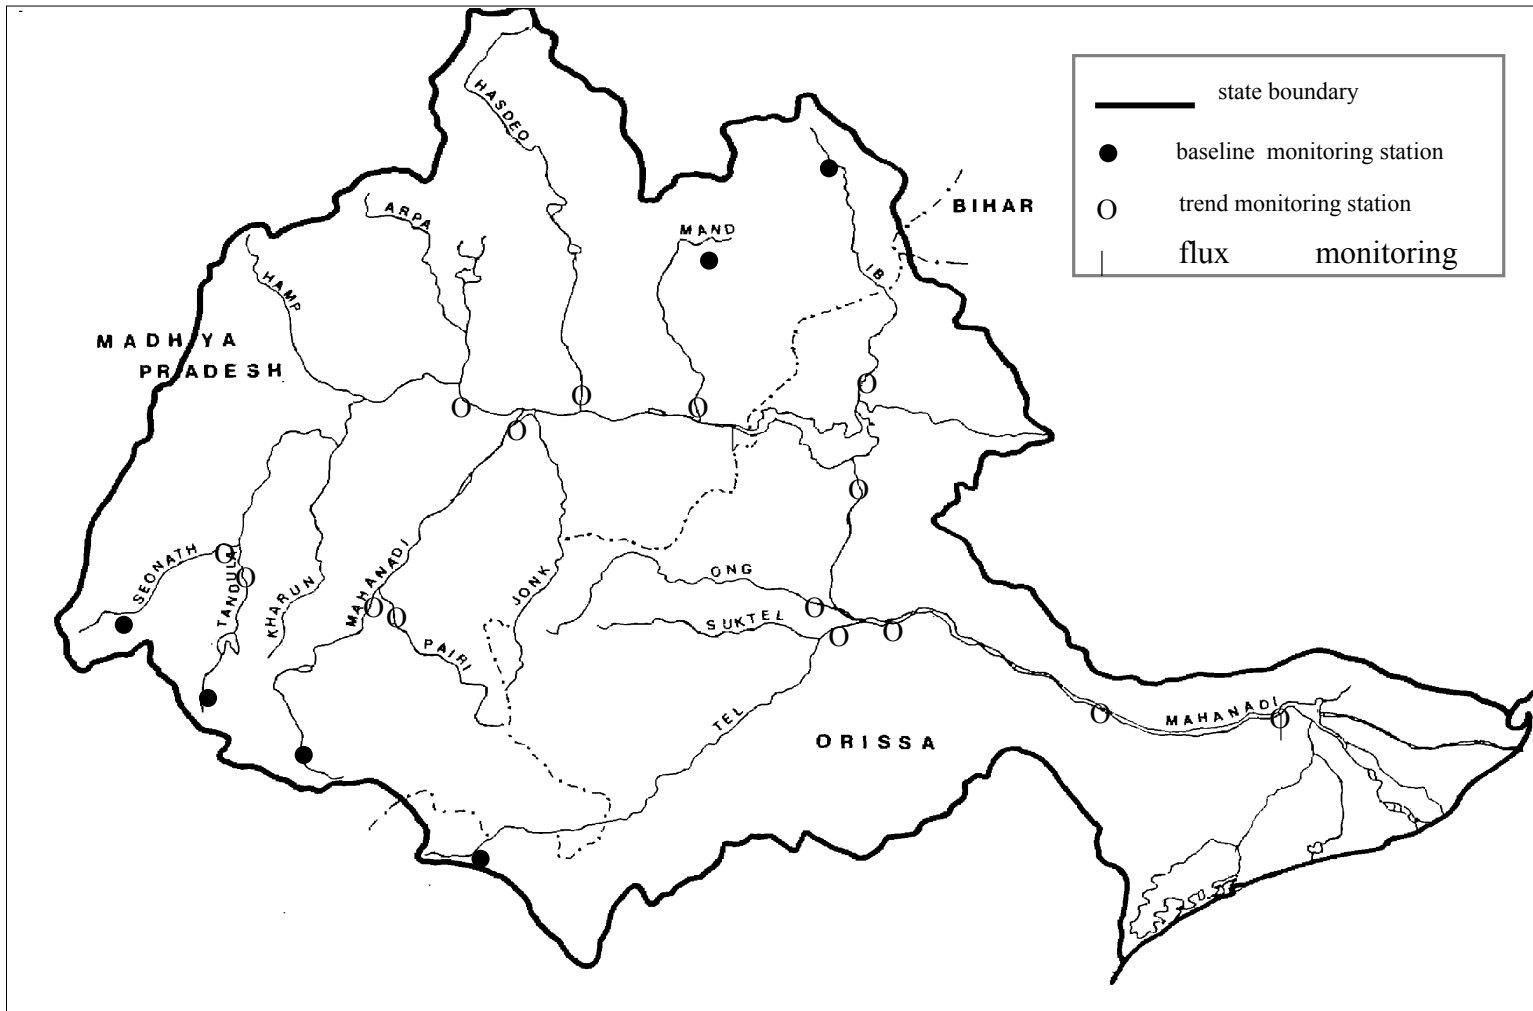 HASDEO
state boundary
baseline monitoring station
trend monitoring station
flux monitoring
BIHAR
ARPA
MAND
IB
HAMP
MADHYA
PRADESH
SEONATH
TANDULA
KHARUN
MAHANADI
PAIRI
JONK
ONG
SUKTEL
TEL
ORISSA
MAHANADI